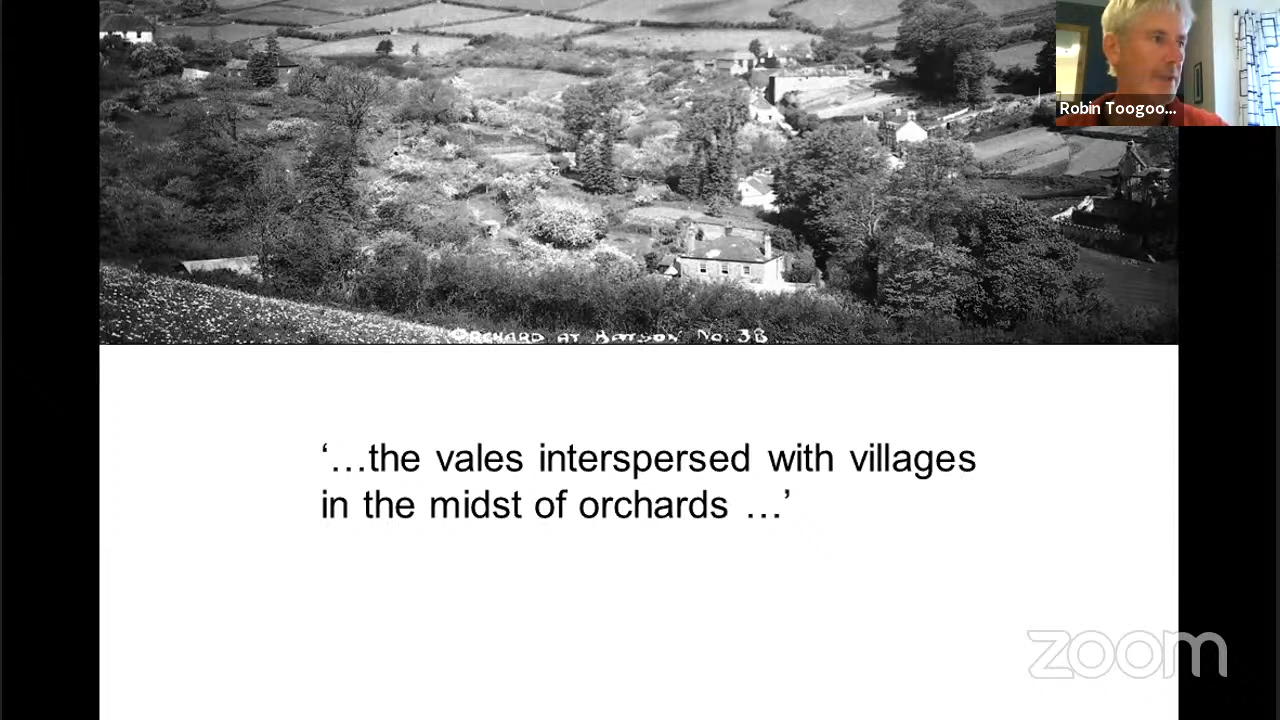 Robin Toogoo...
ORCHARD AT BATSON No. 38
‘…the vales interspersed with villages
in the midst of orchards …’
zoom